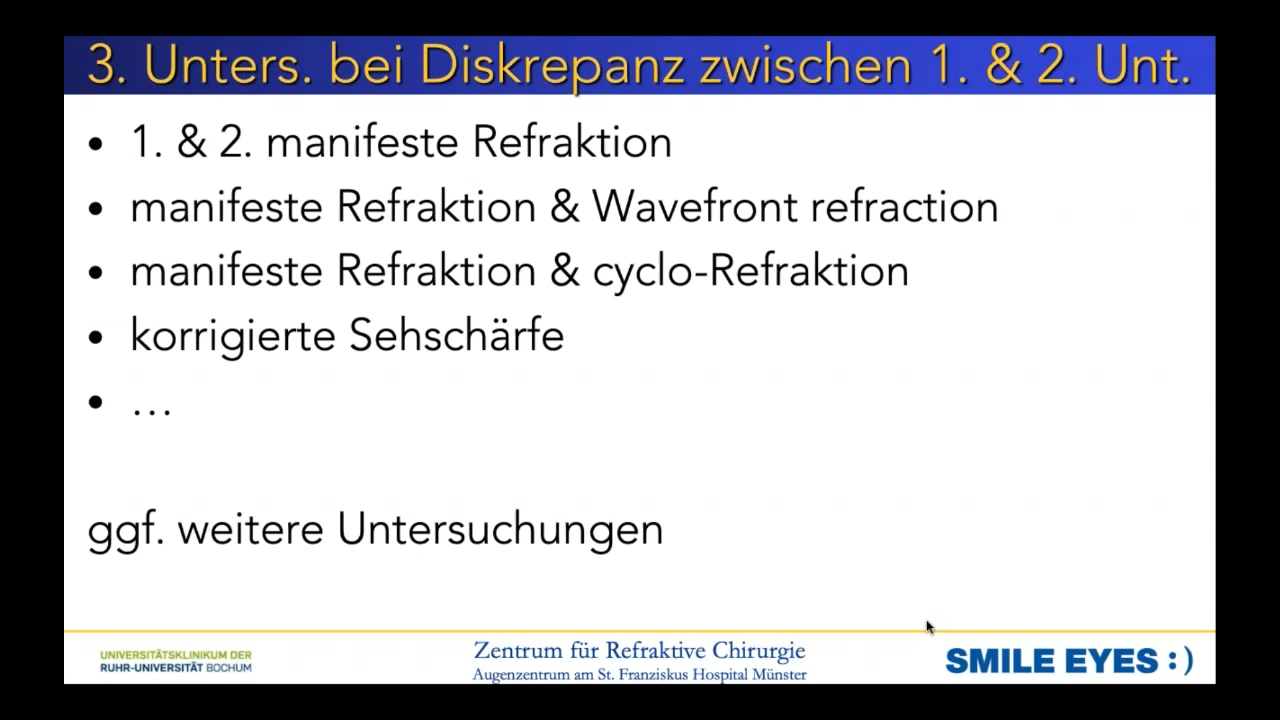 3. Unters. bei Diskrepanz zwischen 1. & 2. Unt.
• 1. & 2. manifeste Refraktion
• manifeste Refraktion & Wavefront refraction
• manifeste Refraktion & cyclo-Refraktion
• korrigierte Sehschärfe
• …
ggf. weitere Untersuchungen
UNIVERSITÄTSKLINIKUM DER
RUHR-UNIVERSITÄT BOCHUM
Zentrum für Refraktive Chirurgie
Augenzentrum am St. Franziskus Hospital Münster
SMILE EYES :)